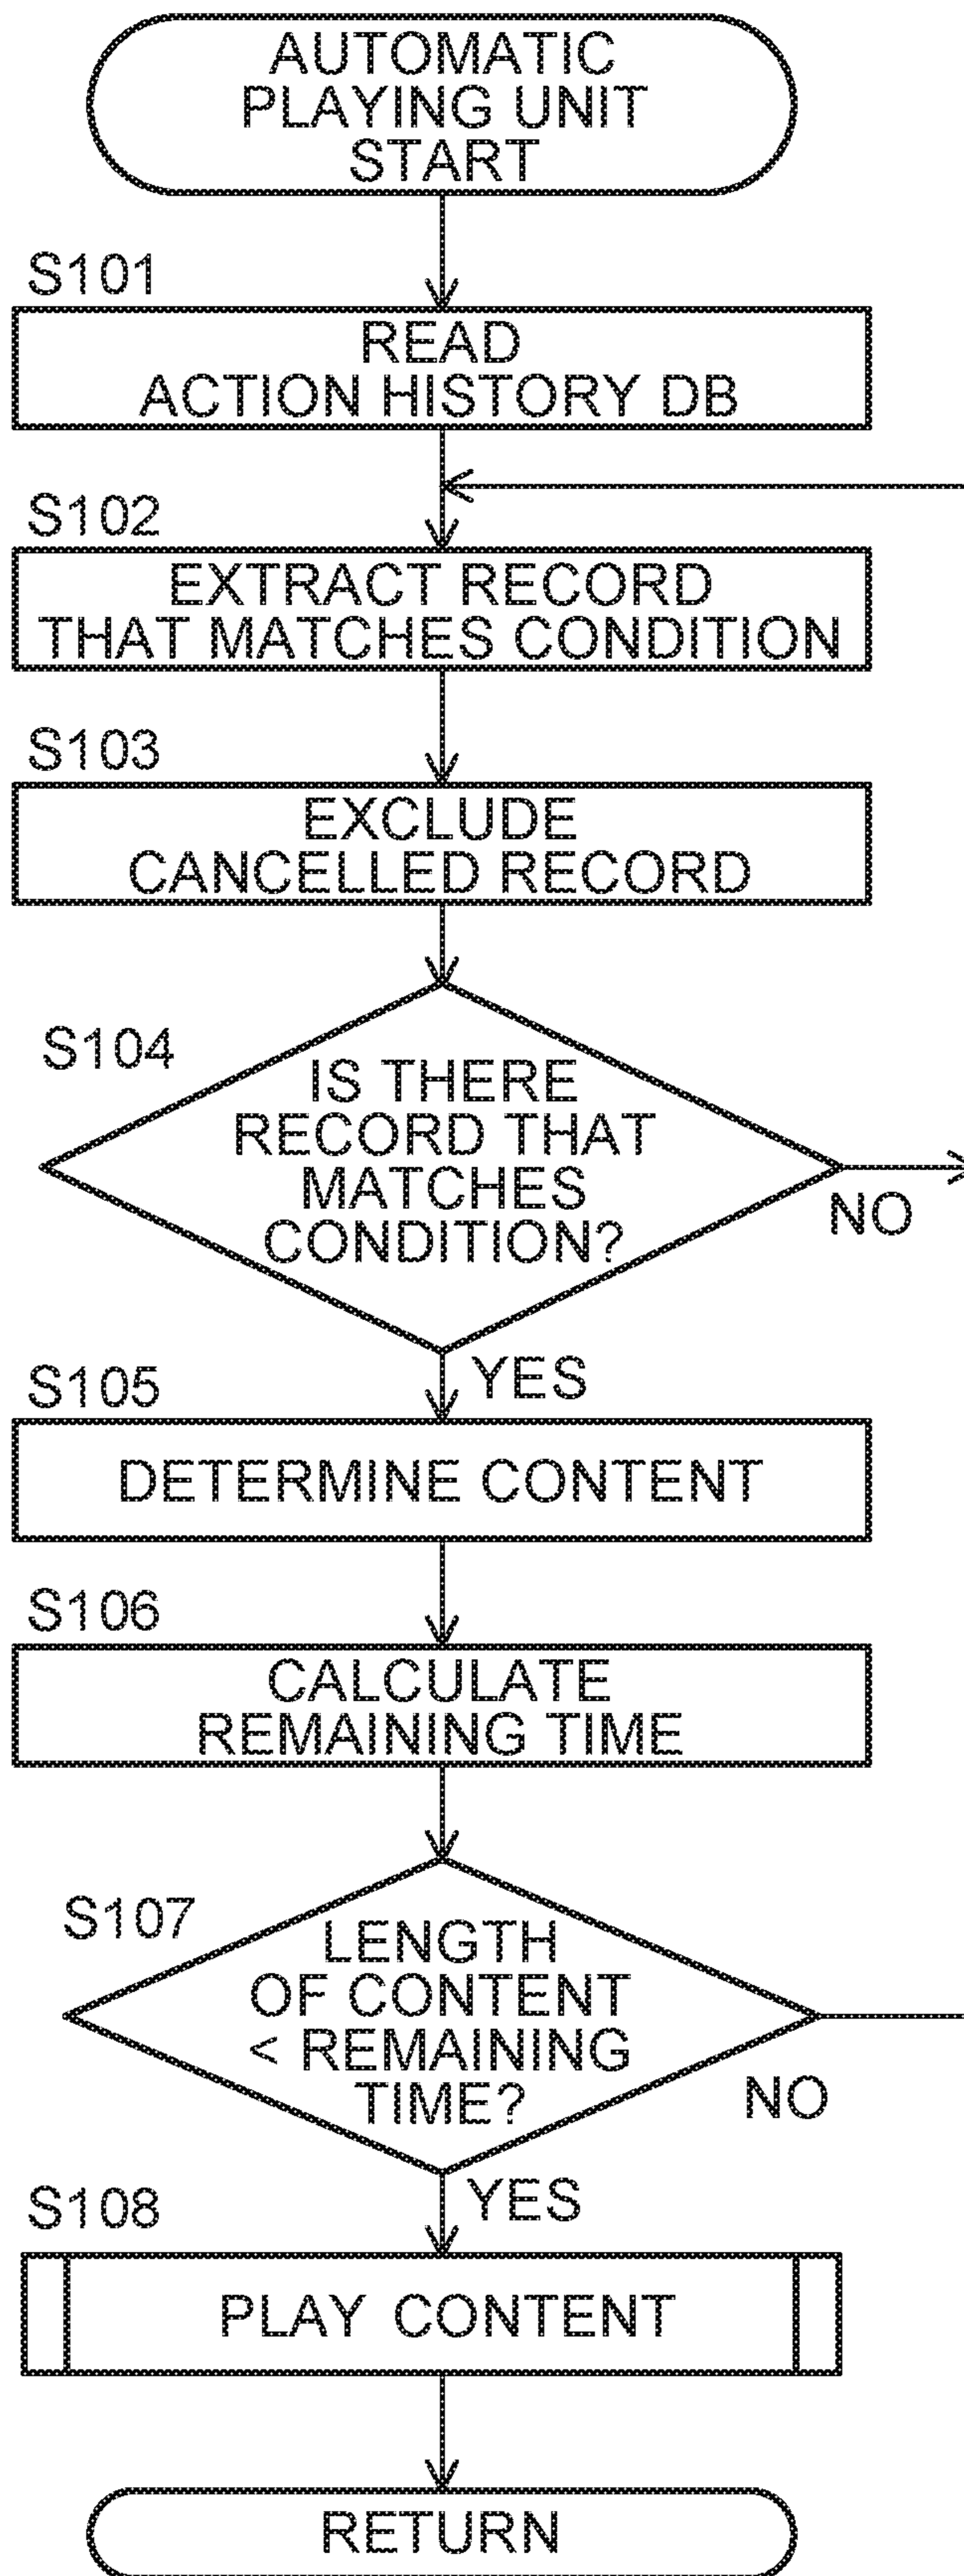 AUTOMATIC
PLAYING UNIT
START
S101
READ
ACTION HISTORY DB
S102
EXTRACT RECORD
THAT MATCHES CONDITION
S103
EXCLUDE
CANCELLED RECORD
S104
IS THERE
RECORD THAT
MATCHES
CONDITION?
NO
YES
S105
DETERMINE CONTENT
S106
CALCULATE
REMAINING TIME
S107
LENGTH
OF CONTENT
< REMAINING
TIME?
NO
YES
S108
PLAY CONTENT
RETURN